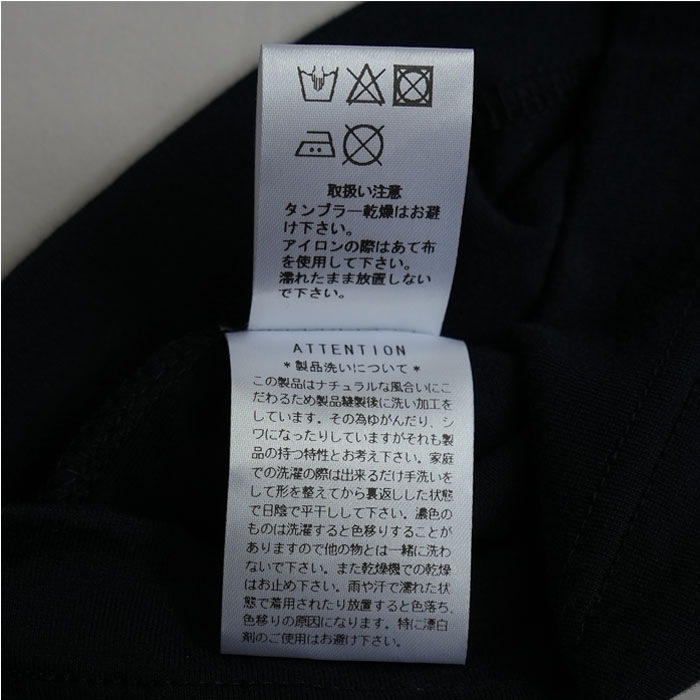 取扱い注意
タンブラー乾燥はお避
け下さい。
アイロンの際はあて布
を使用して下さい。
濡れたまま放置しない
で下さい。
ATTENTION
*製品洗いについて*
この製品はナチュラルな風合いにこ
だわるため製品縫製後に洗い加工を
しています。その為ゆがんだり、シ
ワになったりしていますがそれも製
品の持つ特性とお考え下さい。家庭
での洗濯の際は出来るだけ手洗いを
して形を整えてから裏返しした状態
で日陰で平干しして下さい。濃色の
ものは洗濯すると色移りすることが
ありますので他の物とは一緒に洗わ
ないで下さい。また乾燥機での乾燥
はお止め下さい。雨や汗で濡れた状
態で着用されたり放置すると色落ち、
色移りの原因になります。特に漂白
剤のご使用はお避け下さい。